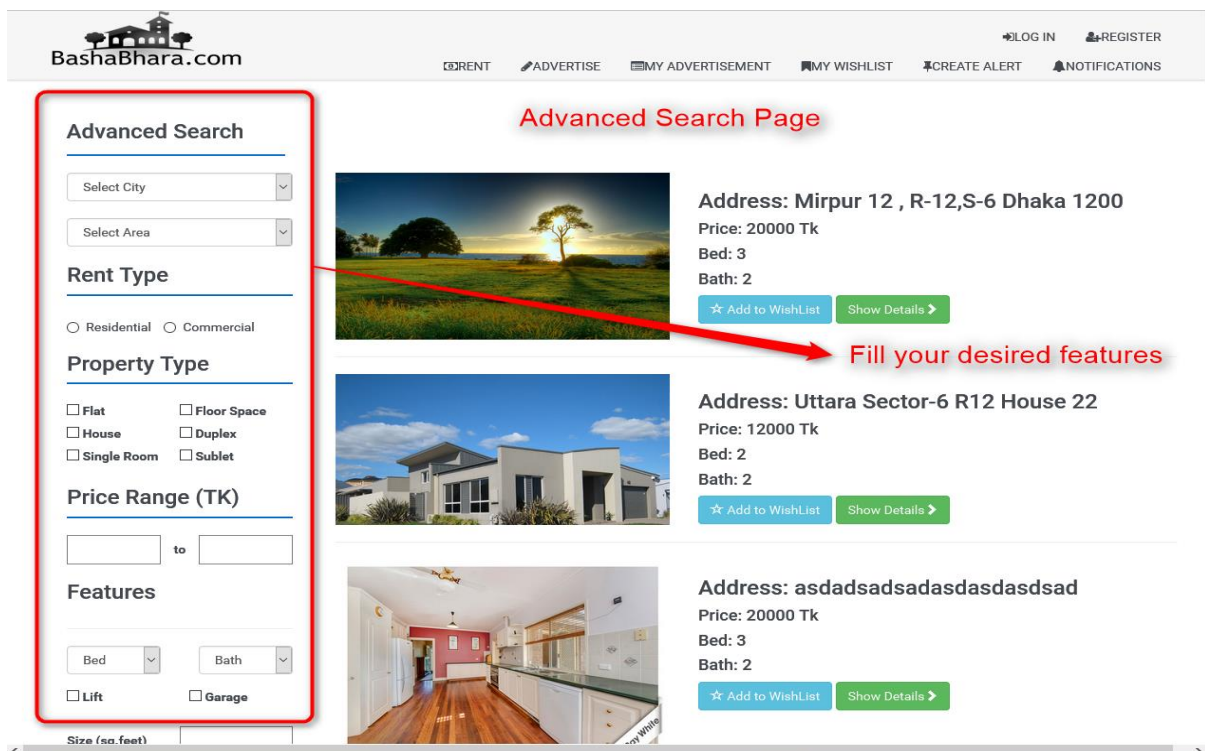 BashaBhara.com
LOG IN REGISTER
RENT ADVERTISE MY ADVERTISEMENT MY WISHLIST CREATE ALERT NOTIFICATIONS
Advanced Search Page
Advanced Search
Select City
Select Area
Rent Type
Residential Commercial
Property Type
Flat Floor Space
House Duplex
Single Room Sublet
Price Range (TK)
to
Features
Bed Bath
Lift Garage
Size (sq.feet)
Address: Mirpur 12 , R-12,S-6 Dhaka 1200
Price: 20000 Tk
Bed: 3
Bath: 2
Add to WishList Show Details
Fill your desired features
Address: Uttara Sector-6 R12 House 22
Price: 12000 Tk
Bed: 2
Bath: 2
Add to WishList Show Details
White
Address: asdadsadsadasdasdasdsad
Price: 20000 Tk
Bed: 3
Bath: 2
Add to WishList Show Details